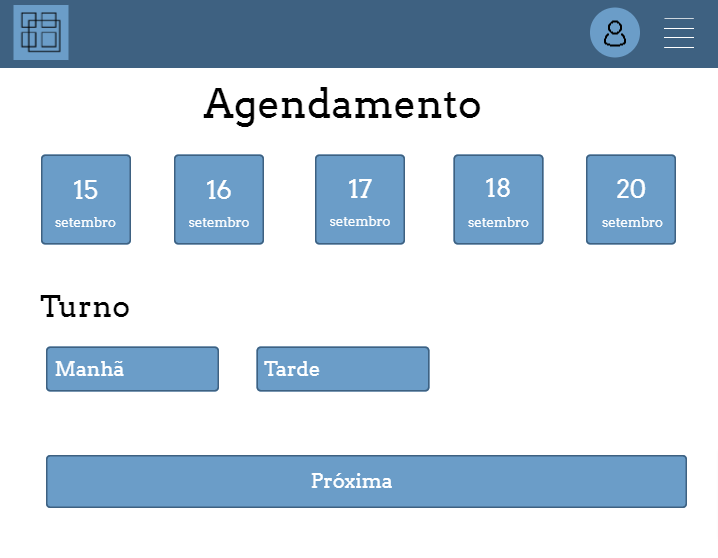 Agendamento
15 16 17 18 20
setembro setembro setembro setembro setembro
Turno
Manhã Tarde
Próxima